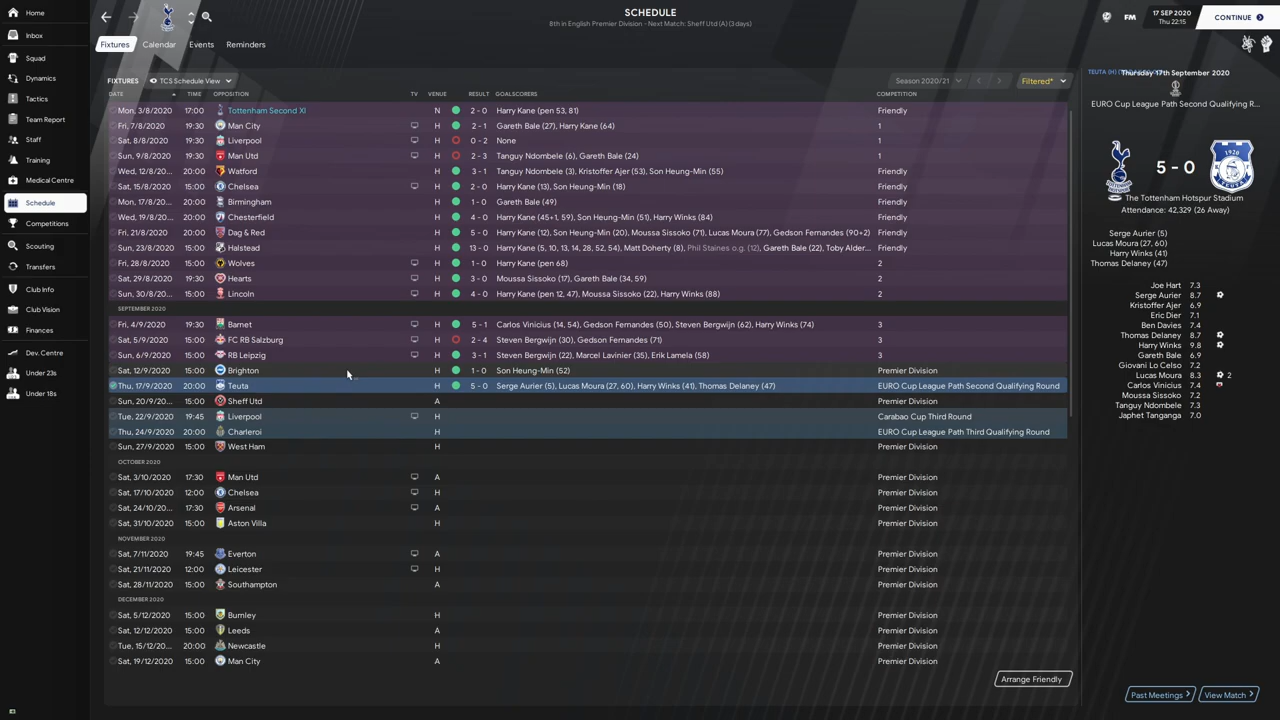 Home
Inbox
Squad
Dynamics
Tactics
Team Report
Staff
Training
Medical Centre
Schedule
Competitions
Scouting
Transfers
Club Info
Club Vision
Finances
Dev. Centre
Under 23s
Under 18s
SCHEDULE
8th in English Premier Division - Next Match: Sheff Utd (A) (3 days)
FM
17 SEP 2020
Thu 22:15
CONTINUE
Fixtures Calendar Events Reminders
FIXTURES TCS Schedule View Season 2020/21 Filtered*
DATE TIME OPPOSITION TV VENUE RESULT GOALSCORERS COMPETITION
Mon, 3/8/2020 17:00 Tottenham Second XI N 2 - 0 Harry Kane (pen 53, 81) Friendly
Fri, 7/8/2020 19:30 Man City H 2 - 1 Gareth Bale (27), Harry Kane (64) 1
Sat, 8/8/2020 19:30 Liverpool H 0 - 2 None 1
Sun, 9/8/2020 19:30 Man Utd H 2 - 3 Tanguy Ndombele (6), Gareth Bale (24) 1
Wed, 12/8/20... 20:00 Watford H 3 - 1 Tanguy Ndombele (3), Kristoffer Ajer (53), Son Heung-Min (55) Friendly
Sat, 15/8/2020 15:00 Chelsea H 2 - 0 Harry Kane (13), Son Heung-Min (18) Friendly
Mon, 17/8/20... 20:00 Birmingham H 1 - 0 Gareth Bale (49) Friendly
Wed, 19/8/20... 20:00 Chesterfield H 4 - 0 Harry Kane (45+1, 59), Son Heung-Min (51), Harry Winks (84) Friendly
Fri, 21/8/2020 20:00 Dag & Red H 5 - 0 Harry Kane (12), Son Heung-Min (20), Moussa Sissoko (71), Lucas Moura (77), Gedson Fernandes (90+2) Friendly
Sun, 23/8/2020 15:00 Halstead H 13 - 0 Harry Kane (5, 10, 13, 14, 28, 52, 54), Matt Doherty (8), Phil Staines o.g. (12), Gareth Bale (22), Toby Alder... Friendly
Fri, 28/8/2020 15:00 Wolves H 1 - 0 Harry Kane (pen 68) 2
Sat, 29/8/2020 19:30 Hearts H 3 - 0 Moussa Sissoko (17), Gareth Bale (34, 59) 2
Sun, 30/8/20... 15:00 Lincoln H 4 - 0 Harry Kane (pen 12, 47), Moussa Sissoko (22), Harry Winks (88) 2
SEPTEMBER 2020
Fri, 4/9/2020 19:30 Barnet H 5 - 1 Carlos Vinícius (14, 54), Gedson Fernandes (50), Steven Bergwijn (62), Harry Winks (74) 3
Sat, 5/9/2020 15:00 FC RB Salzburg H 2 - 4 Steven Bergwijn (30), Gedson Fernandes (71) 3
Sun, 6/9/2020 15:00 RB Leipzig H 3 - 1 Steven Bergwijn (22), Marcel Lavinier (35), Erik Lamela (58) 3
Sat, 12/9/2020 15:00 Brighton H 1 - 0 Son Heung-Min (52) Premier Division
Thu, 17/9/2020 20:00 Teuta H 5 - 0 Serge Aurier (5), Lucas Moura (27, 60), Harry Winks (41), Thomas Delaney (47) EURO Cup League Path Second Qualifying Round
Sun, 20/9/20... 15:00 Sheff Utd A Premier Division
Tue, 22/9/2020 19:45 Liverpool H Carabao Cup Third Round
Thu, 24/9/2020 20:00 Charleroi H EURO Cup League Path Third Qualifying Round
Sun, 27/9/2020 15:00 West Ham H Premier Division
OCTOBER 2020
Sat, 3/10/2020 17:30 Man Utd A Premier Division
Sat, 17/10/2020 12:00 Chelsea H Premier Division
Sat, 24/10/20... 17:30 Arsenal A Premier Division
Sat, 31/10/2020 15:00 Aston Villa H Premier Division
NOVEMBER 2020
Sat, 7/11/2020 19:45 Everton A Premier Division
Sat, 21/11/2020 12:00 Leicester H Premier Division
Sat, 28/11/2020 15:00 Southampton A Premier Division
DECEMBER 2020
Sat, 5/12/2020 15:00 Burnley H Premier Division
Sat, 12/12/2020 15:00 Leeds A Premier Division
Tue, 15/12/20... 20:00 Newcastle H Premier Division
Sat, 19/12/2020 15:00 Man City A Premier Division
Arrange Friendly
TEUTA (H)
Thursday 17th September 2020
EURO Cup League Path Second Qualifying R...
5 - 0
1920
The Tottenham Hotspur Stadium
Attendance: 42,329 (26 Away)
Serge Aurier (5)
Lucas Moura (27, 60)
Harry Winks (41)
Thomas Delaney (47)
Joe Hart 7.3
Serge Aurier 8.7
Kristoffer Ajer 6.9
Eric Dier 7.1
Ben Davies 7.4
Thomas Delaney 8.7
Harry Winks 9.8
Gareth Bale 6.9
Giovani Lo Celso 7.2
Lucas Moura 8.3 2
Carlos Vinícius 7.4
Moussa Sissoko 7.2
Tanguy Ndombele 7.3
Japhet Tanganga 7.0
Past Meetings >
View Match >